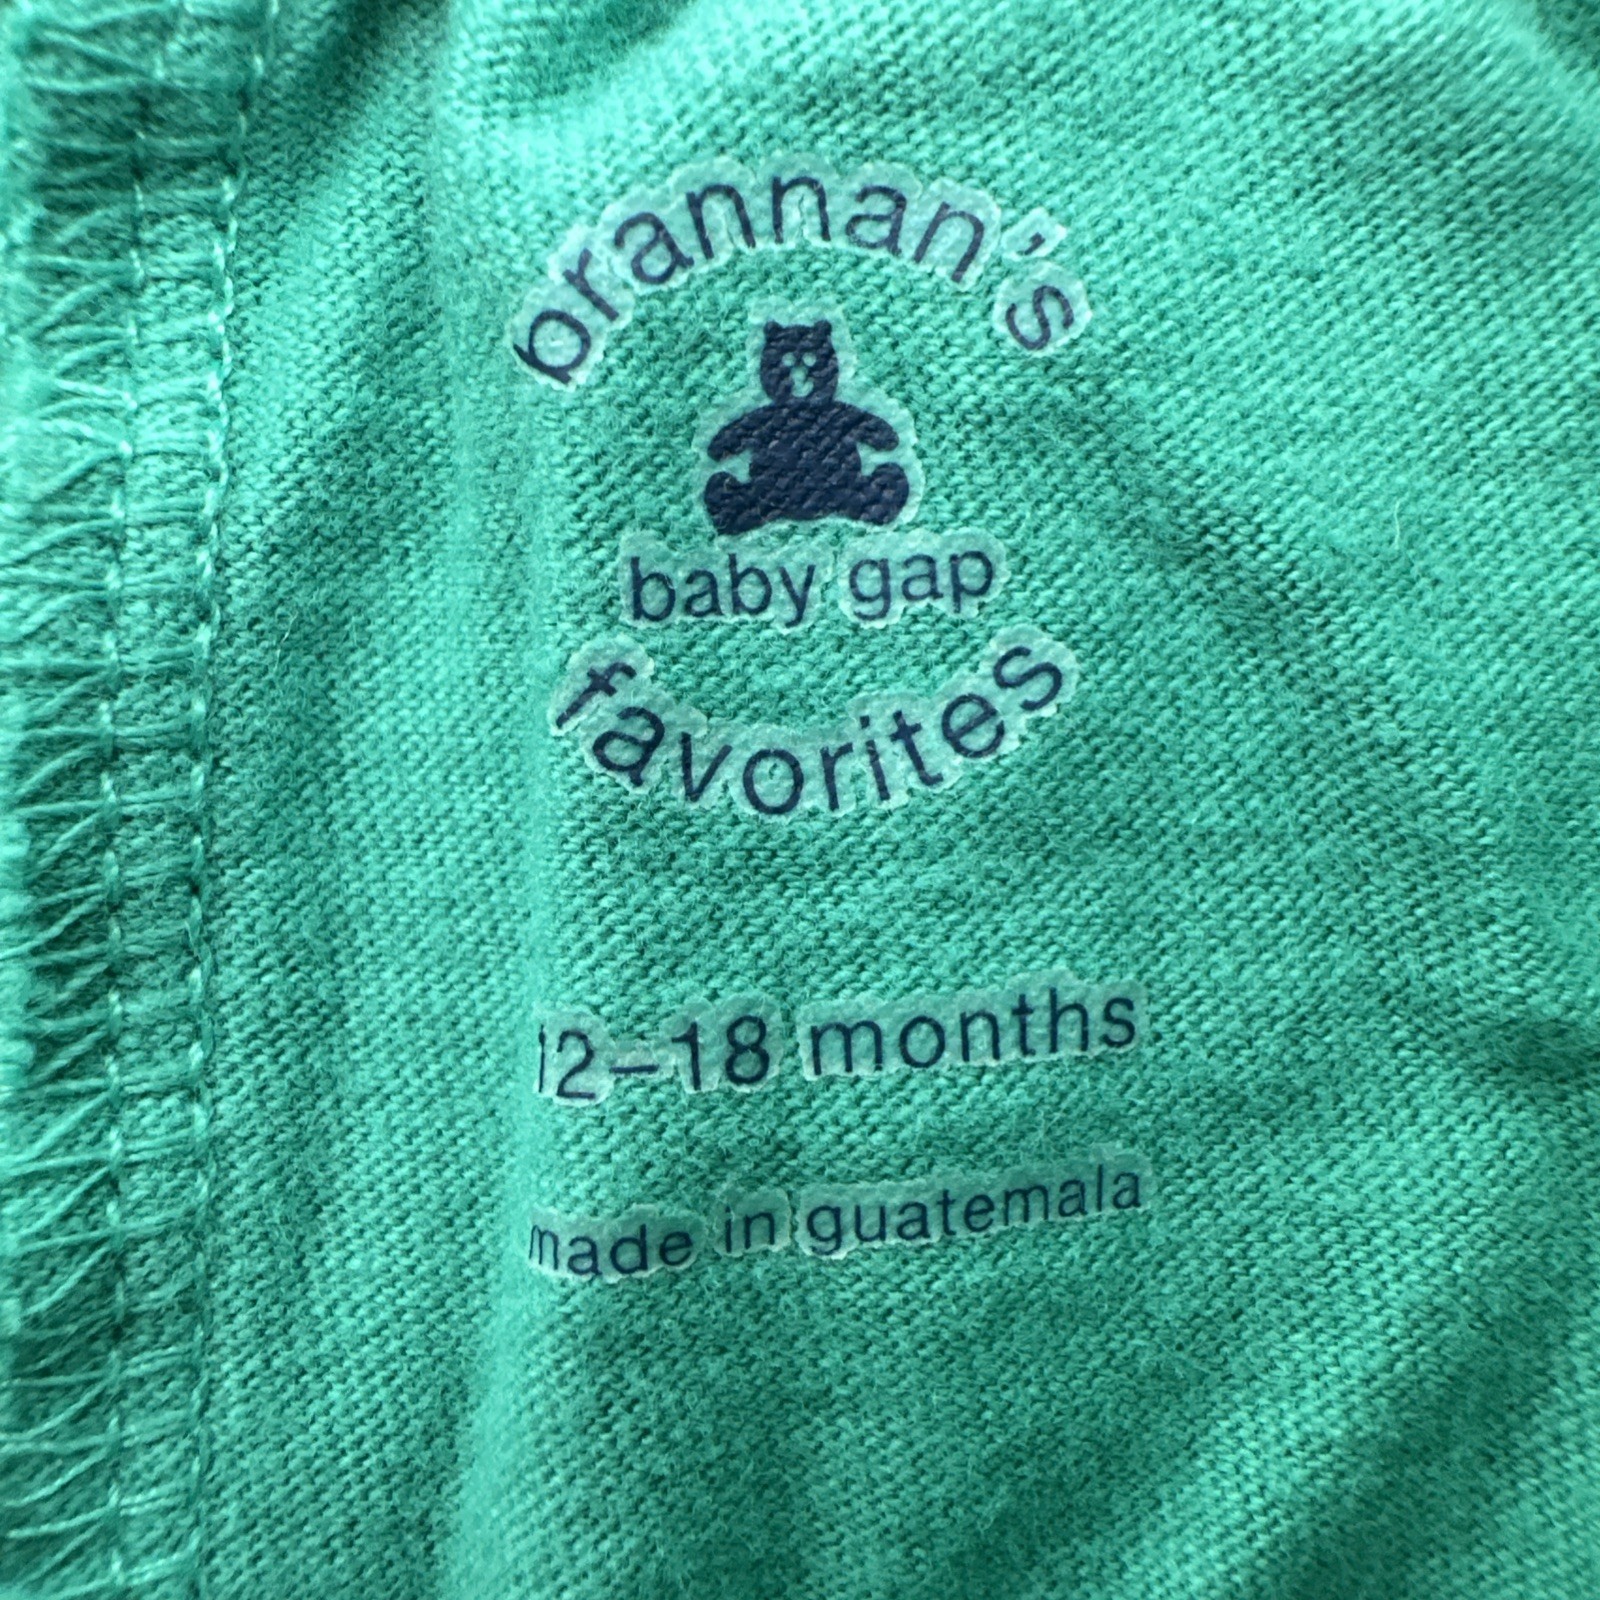 brannan's
baby gap
favorites
12–18 months
made in guatemala